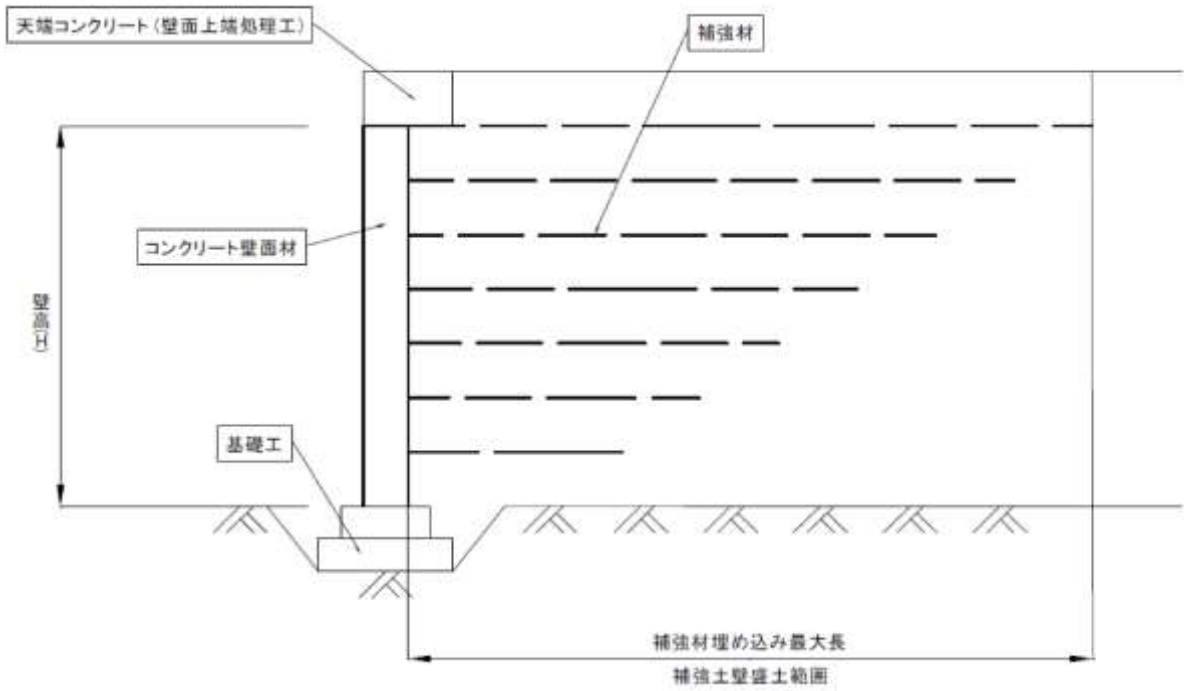 天端コンクリート(壁面上端処理工)
補強材
コンクリート壁面材
壁高(H)
基礎工
補強材埋め込み最大長
補強土壁盛土範囲